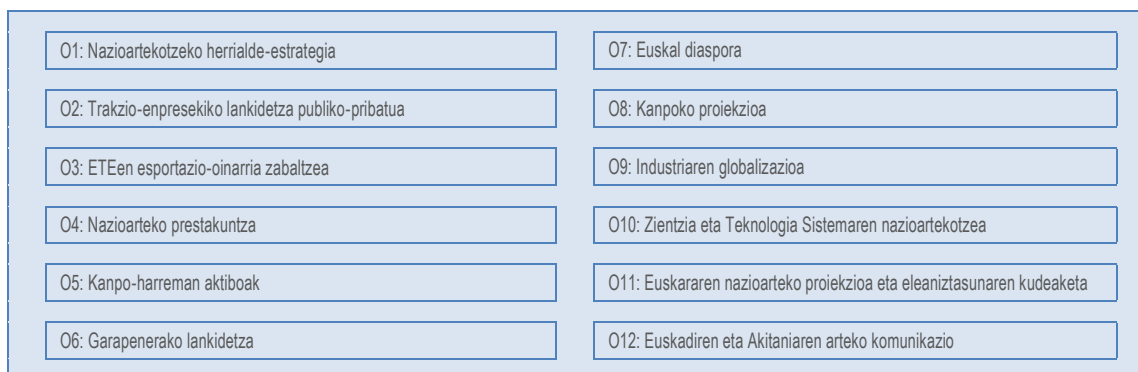 O1: Nazioartekotzeko herrialde-estrategia
O2: Trakzio-enpresekiko lankidetza publiko-pribatua
O3: ETEen esportazio-oinarria zabaltzea
O4: Nazioarteko prestakuntza
O5: Kanpo-harreman aktiboak
O6: Garapenerako lankidetza
O7: Euskal diaspora
O8: Kanpoko proiekzioa
O9: Industriaren globalizazioa
O10: Zientzia eta Teknologia Sistemaren nazioartekotzea
O11: Euskararen nazioarteko proiekzioa eta eleaniztasunaren kudeaketa
O12: Euskadiren eta Akitaniaren arteko komunikazio